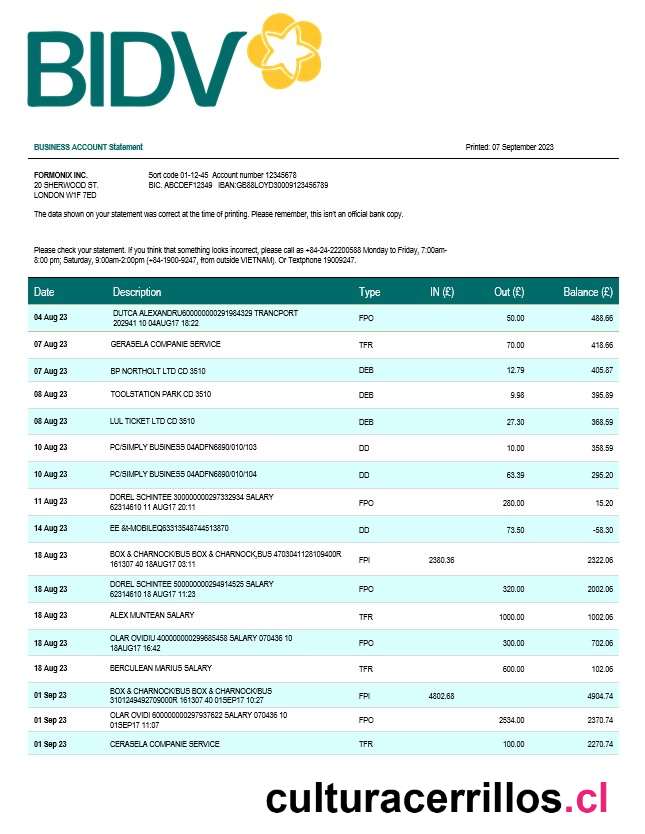 BIDV
BUSINESS ACCOUNT Statement Printed: 07 September 2023
FORMONIX INC. Sort code 01-12-45 Account number 12345678
20 SHERWOOD ST. BIC. ABCDEF12349 IBAN:GB88LOYD30009123456789
LONDON W1F 7ED
The data shown on your statement was correct at the time of printing. Please remember, this isn't an official bank copy.
Please check your statement. If you think that something looks incorrect, please call as +84-24-22200588 Monday to Friday, 7:00am-
8:00 pm; Saturday, 9:00am-2:00pm (+84-1900-9247, from outside VIETNAM). Or Textphone 19009247.
Date Description Type IN (£) Out (£) Balance (£)
04 Aug 23 DUTCA ALEXANDRU600000000291984329 TRANCPORT
202941 10 04AUG17 18:22 FPO 50.00 488.66
07 Aug 23 GERASELA COMPANIE SERVICE TFR 70.00 418.66
07 Aug 23 BP NORTHOLT LTD CD 3510 DEB 12.79 405.87
08 Aug 23 TOOLSTATION PARK CD 3510 DEB 9.98 395.89
08 Aug 23 LUL TICKET LTD CD 3510 DEB 27.30 368.59
10 Aug 23 PC/SIMPLY BUSINESS 04ADFN6890/010/103 DD 10.00 358.59
10 Aug 23 PC/SIMPLY BUSINESS 04ADFN6890/010/104 DD 63.39 295.20
11 Aug 23 DOREL SCHINTEE 300000000297332934 SALARY
62314610 11 AUG17 20:11 FPO 280.00 15.20
14 Aug 23 EE &t-MOBILEQ63313548744513870 DD 73.50 -58.30
18 Aug 23 BOX & CHARNOCK/BUS BOX & CHARNOCK,BUS 4703041128109400R
161307 40 18AUG17 03:11 FPI 2380.36 2322.06
18 Aug 23 DOREL SCHINTEE 500000000294914525 SALARY
62314610 18 AUG17 11:23 FPO 320.00 2002.06
18 Aug 23 ALEX MUNTEAN SALARY TFR 1000.00 1002.06
18 Aug 23 OLAR OVIDIU 400000000299685458 SALARY 070436 10
18AUG17 16:42 FPO 300.00 702.06
18 Aug 23 BERCULEAN MARIUS SALARY TFR 600.00 102.06
01 Sep 23 BOX & CHARNOCK/BUS BOX & CHARNOCK/BUS
3101249492709000R 161307 40 01SEP17 10:27 FPI 4802.68 4904.74
01 Sep 23 OLAR OVIDI 600000000297937622 SALARY 070436 10
01SEP17 11:07 FPO 2534.00 2370.74
01 Sep 23 CERASELA COMPANIE SERVICE TFR 100.00 2270.74
culturacerrillos.cl